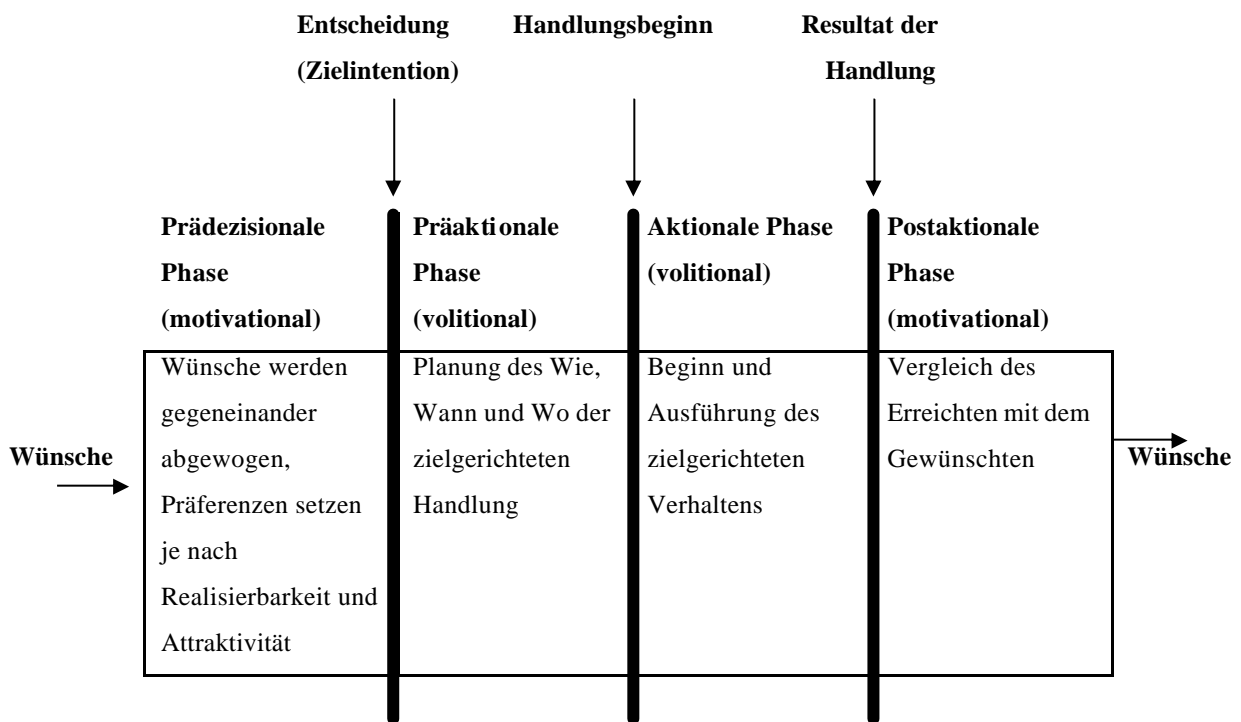 Entscheidung
(Zielintention)
Handlungsbeginn
Resultat der
Handlung
Prädezisionale
Phase
(motivational)
Präaktionale
Phase
(volitional)
Aktionale Phase
(volitional)
Postaktionale
Phase
(motivational)
Wünsche
Wünsche werden
gegeneinander
abgewogen,
Präferenzen setzen
je nach
Realisierbarkeit und
Attraktivität
Planung des Wie,
Wann und Wo der
zielgerichteten
Handlung
Beginn und
Ausführung des
zielgerichteten
Verhaltens
Vergleich des
Erreichten mit dem
Gewünschten
Wünsche